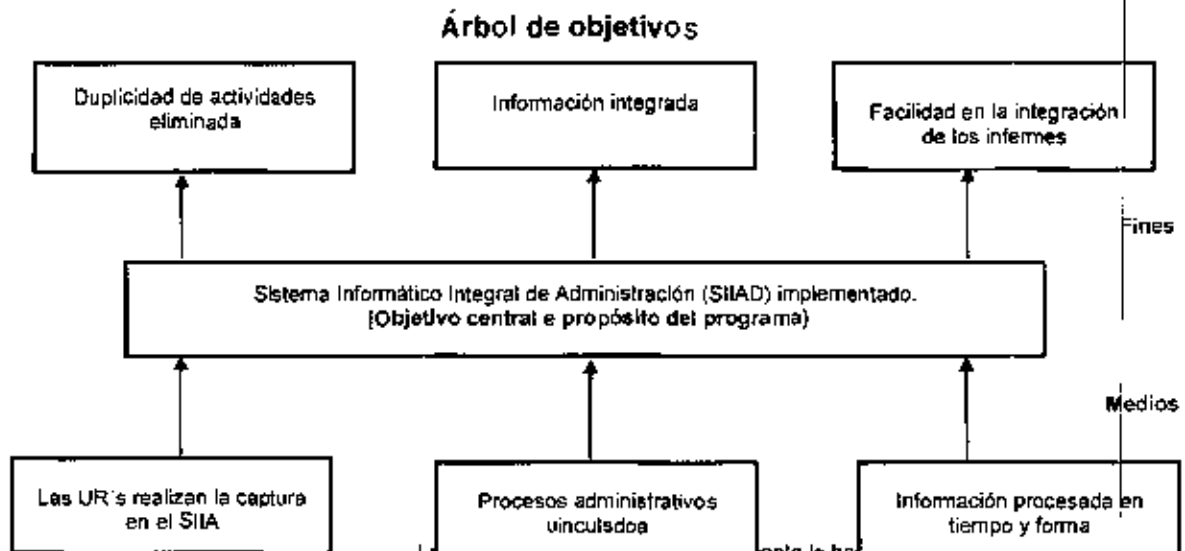 Árbol de objetivos
Duplicidad de actividades
eliminada
Información integrada
Facilidad en la integración
de los infermes
Fines
Sistema Informático Integral de Administración (SIIAD) implementado.
(Objetivo central e propósito del programa)
Medios
Las UR's realizan la captura
en el SIIA
Procesos administrativos
uinculsdoa
Información procesada en
tiempo y forma